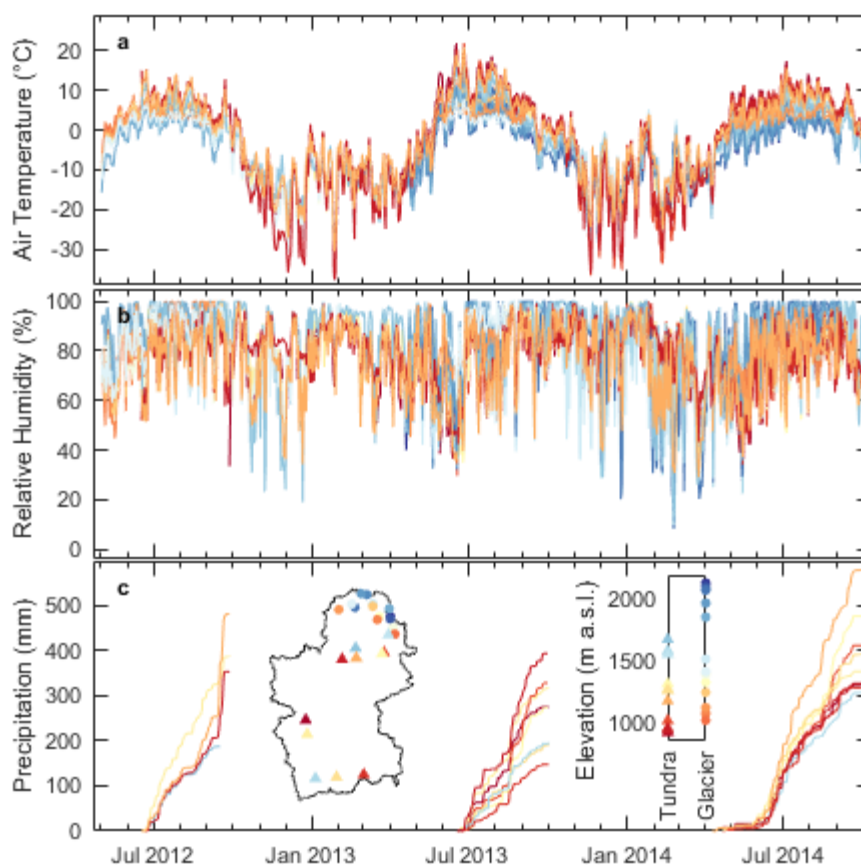 a
Air Temperature (°C)
20
10
0
-10
-20
-30
b
Relative Humidity (%)
100
80
60
40
20
0
c
Precipitation (mm)
500
400
300
200
100
0
Elevation (m a.s.l.)
2000
1500
1000
Tundra
Glacier
Jul 2012
Jan 2013
Jul 2013
Jan 2014
Jul 2014